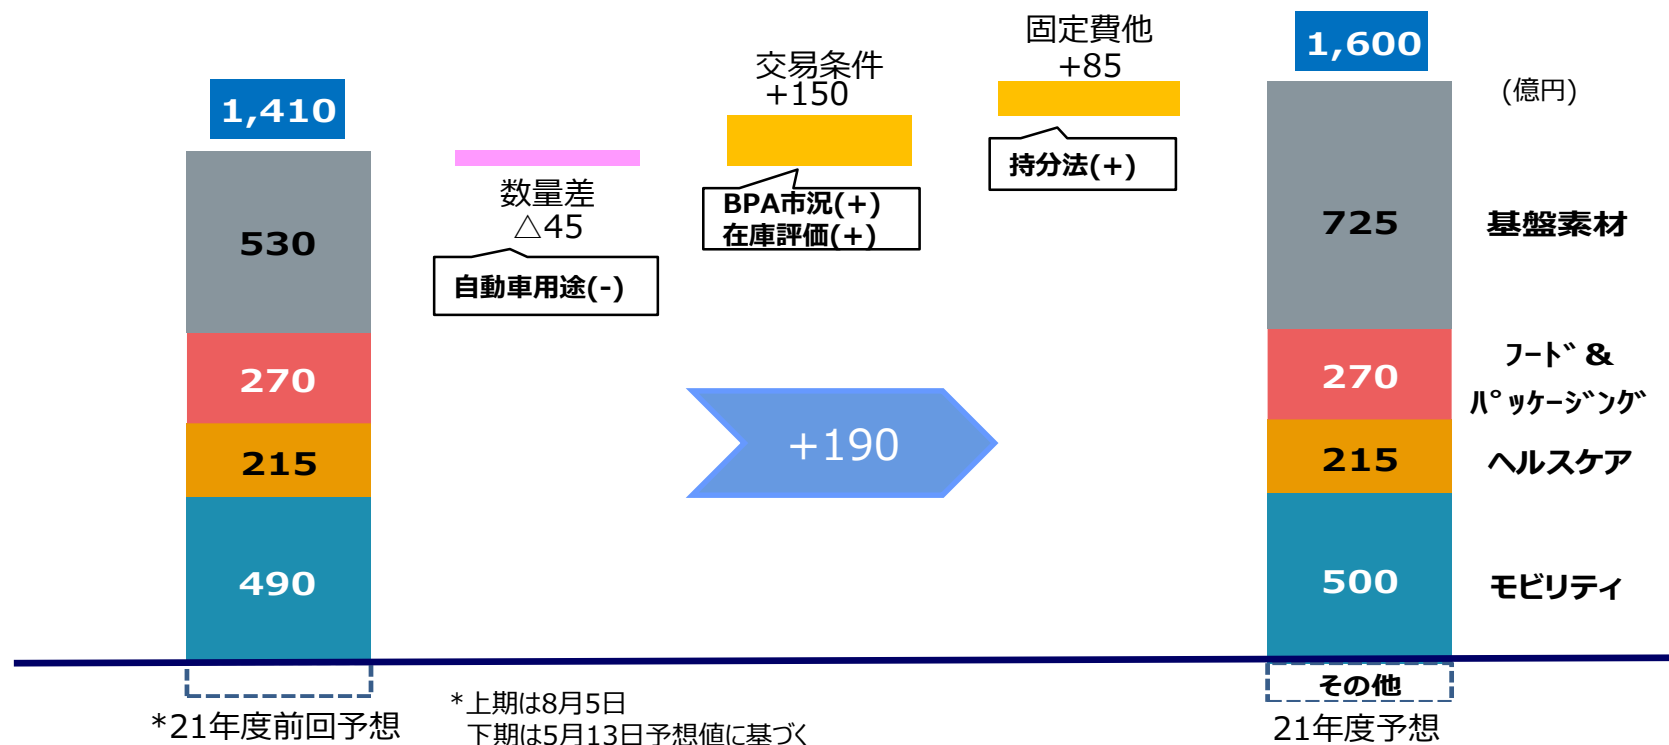 1,410
530
270
215
490
*21年度前回予想
数量差
△45
自動車用途(-)
交易条件
+150
BPA市況(+)
在庫評価(+)
固定費他
+85
持分法(+)
+190
*上期は8月5日
下期は5月13日予想値に基づく
1,600
(億円)
725
基盤素材
270
ﾌｰﾄﾞ &
ﾊﾟｯｹｰｼﾞﾝｸﾞ
215
ヘルスケア
500
モビリティ
その他
21年度予想